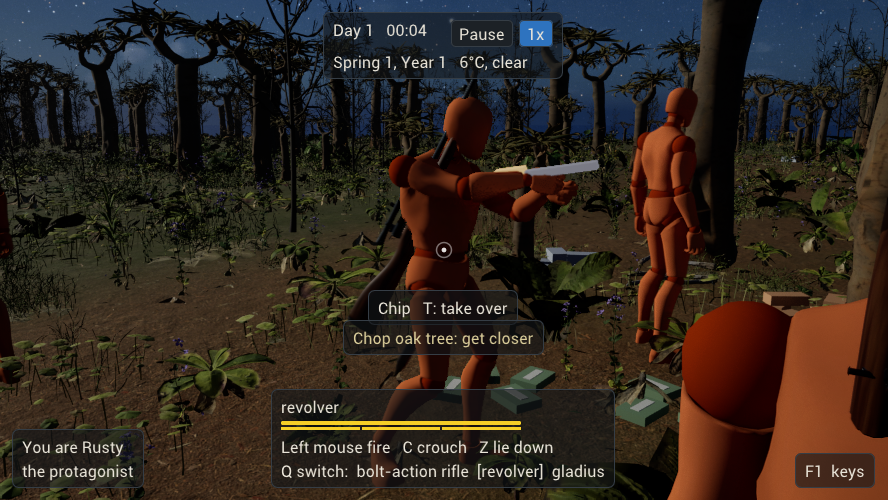 Day 1 00:04 Pause 1x
Spring 1, Year 1 6°C, clear
Chip T: take over
Chop oak tree: get closer
revolver
Left mouse fire C crouch Z lie down
Q switch: bolt-action rifle [revolver] gladius
You are Rusty
the protagonist
F1 keys